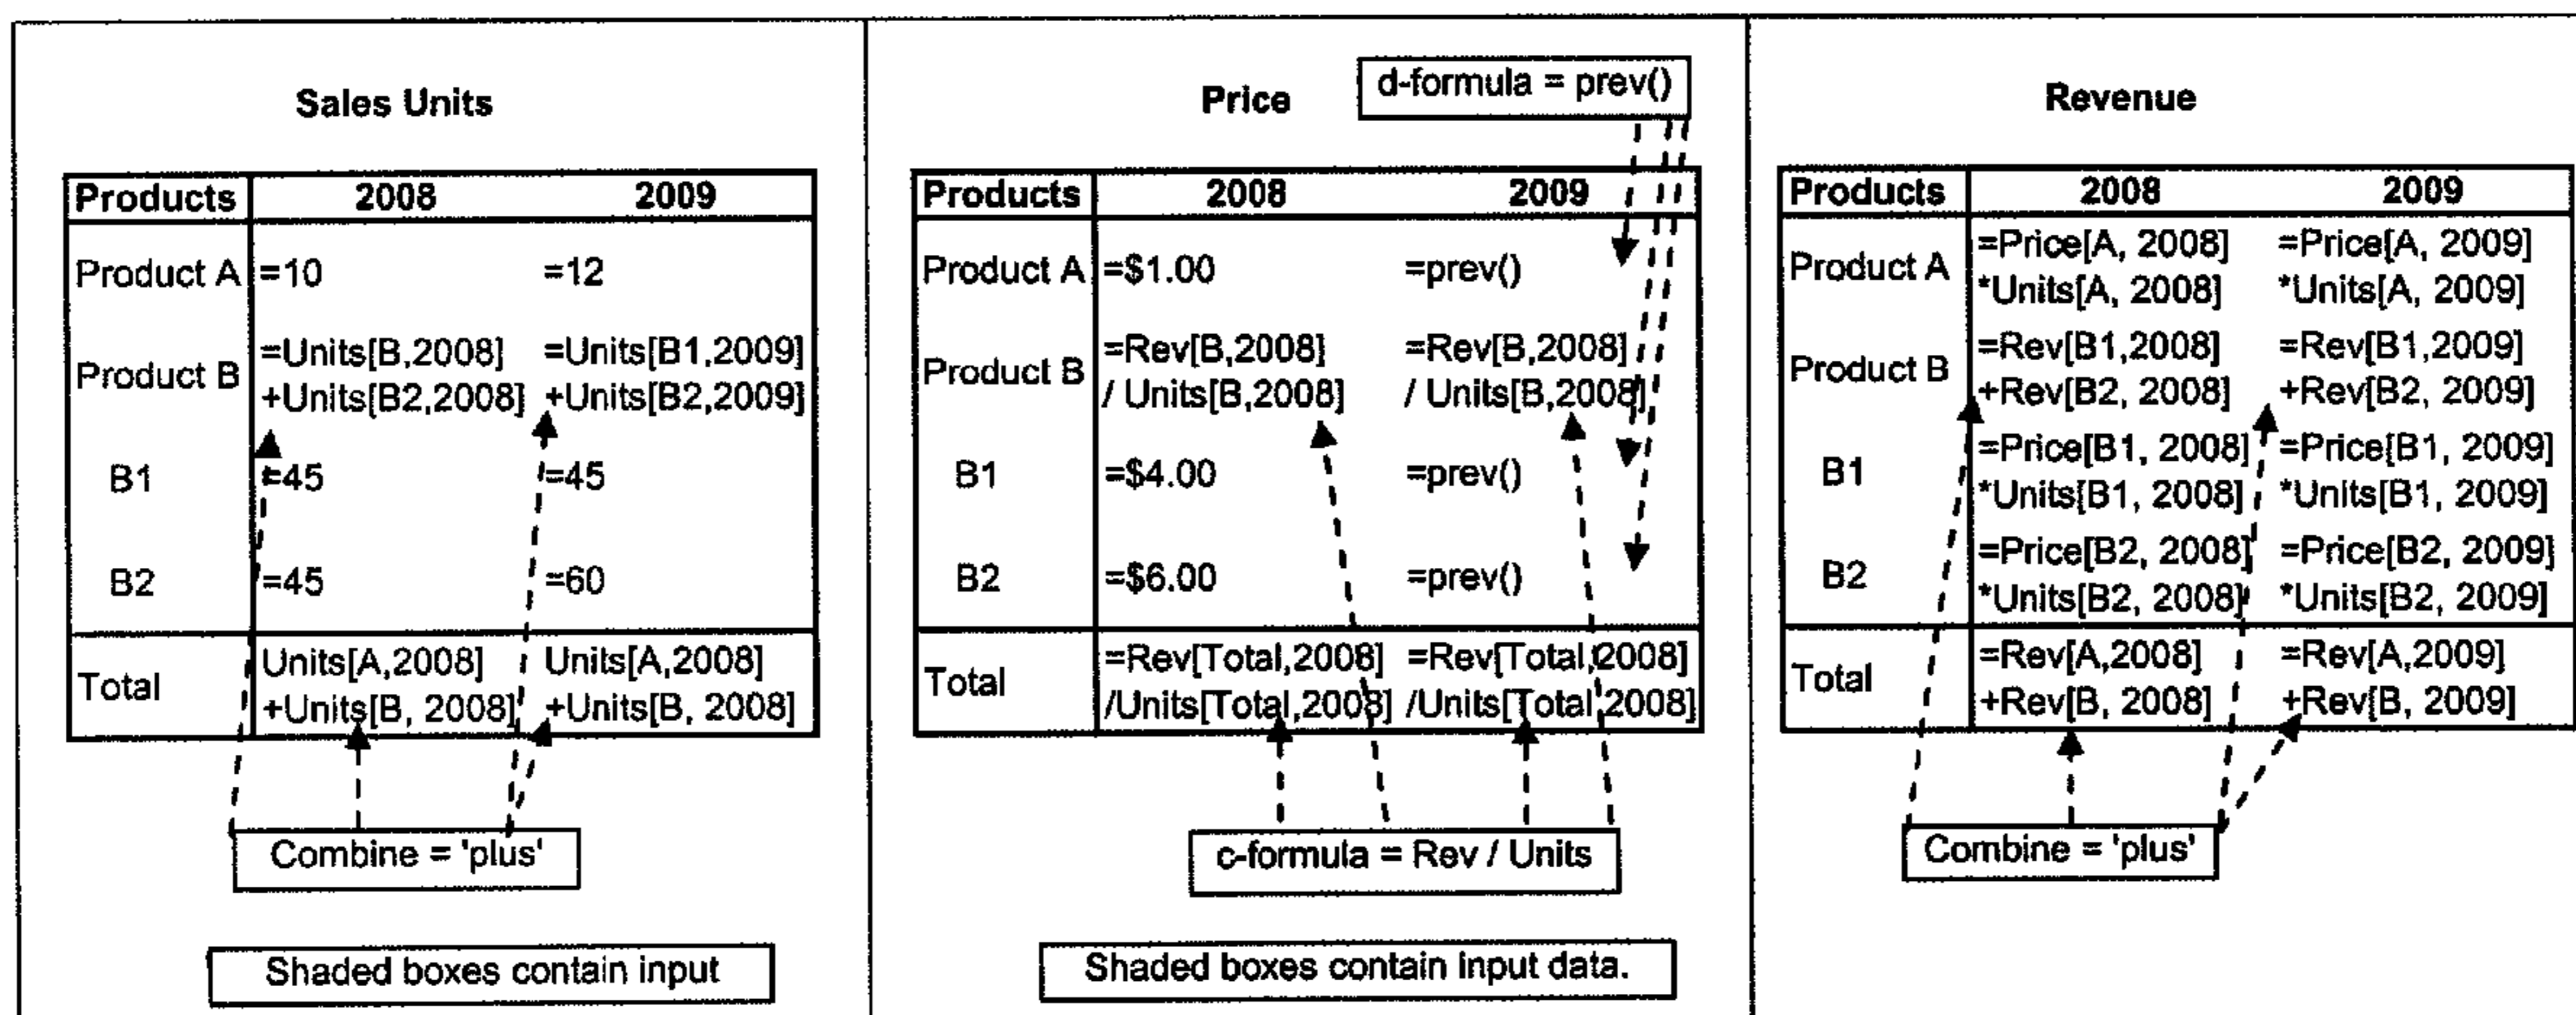 Sales Units
Products 2008 2009
Product A =10 =12
Product B =Units[B,2008] =Units[B1,2009]
+Units[B2,2008] +Units[B2,2009]
B1 =45 =45
B2 =45 =60
Total Units[A,2008] Units[A,2008]
+Units[B, 2008] +Units[B, 2008]
Combine = 'plus'
Shaded boxes contain input
Price
d-formula = prev()
Products 2008 2009
Product A =$1.00 =prev()
Product B =Rev[B,2008] =Rev[B,2008]
/ Units[B,2008] / Units[B,2008]
B1 =$4.00 =prev()
B2 =$6.00 =prev()
Total =Rev[Total,2008] =Rev[Total,2008]
/Units[Total,2008] /Units[Total,2008]
c-formula = Rev / Units
Shaded boxes contain input data.
Revenue
Products 2008 2009
Product A =Price[A, 2008] =Price[A, 2009]
*Units[A, 2008] *Units[A, 2009]
Product B =Rev[B1,2008] =Rev[B1,2009]
+Rev[B2, 2008] +Rev[B2, 2009]
B1 =Price[B1, 2008] =Price[B1, 2009]
*Units[B1, 2008] *Units[B1, 2009]
B2 =Price[B2, 2008] =Price[B2, 2009]
*Units[B2, 2008] *Units[B2, 2009]
Total =Rev[A,2008] =Rev[A,2009]
+Rev[B, 2008] +Rev[B, 2009]
Combine = 'plus'